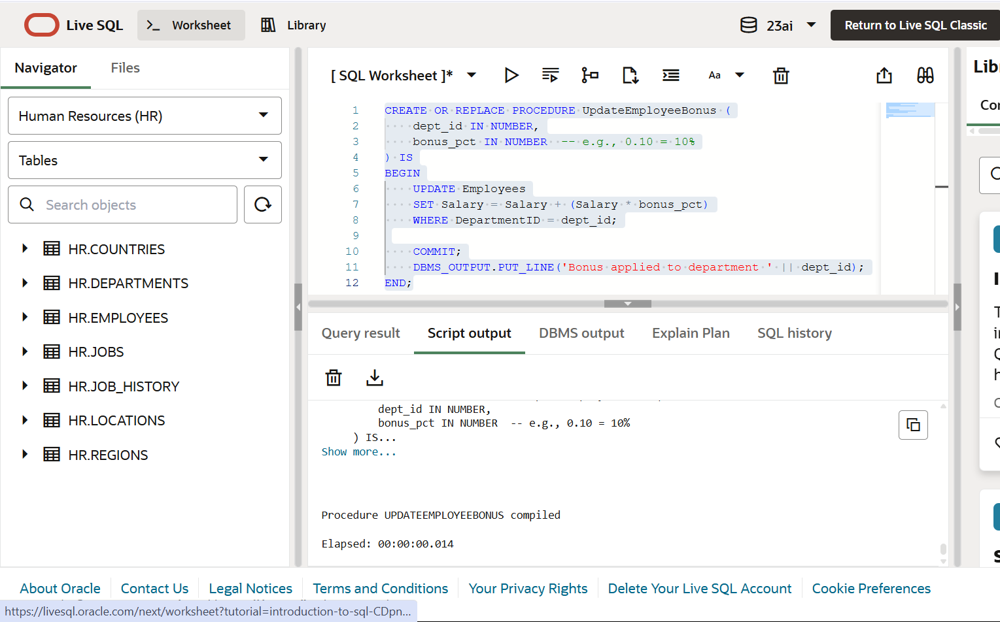 Live SQL
Worksheet
Library
23ai
Return to Live SQL Classic
Navigator
Files
Human Resources (HR)
Tables
Search objects
HR.COUNTRIES
HR.DEPARTMENTS
HR.EMPLOYEES
HR.JOBS
HR.JOB_HISTORY
HR.LOCATIONS
HR.REGIONS
[ SQL Worksheet ]*
Aa
1 CREATE OR REPLACE PROCEDURE UpdateEmployeeBonus (
2 dept_id IN NUMBER,
3 bonus_pct IN NUMBER -- e.g., 0.10 = 10%
4 ) IS
5 BEGIN
6 UPDATE Employees
7 SET Salary = Salary + (Salary * bonus_pct)
8 WHERE DepartmentID = dept_id;
9
10 COMMIT;
11 DBMS_OUTPUT.PUT_LINE('Bonus applied to department ' || dept_id);
12 END;
Query result
Script output
DBMS output
Explain Plan
SQL history
dept_id IN NUMBER,
bonus_pct IN NUMBER -- e.g., 0.10 = 10%
) IS...
Show more...
Procedure UPDATEEMPLOYEEBONUS compiled
Elapsed: 00:00:00.014
About Oracle
Contact Us
Legal Notices
Terms and Conditions
Your Privacy Rights
Delete Your Live SQL Account
Cookie Preferences
https://livesql.oracle.com/next/worksheet?tutorial=introduction-to-sql-CDpn...